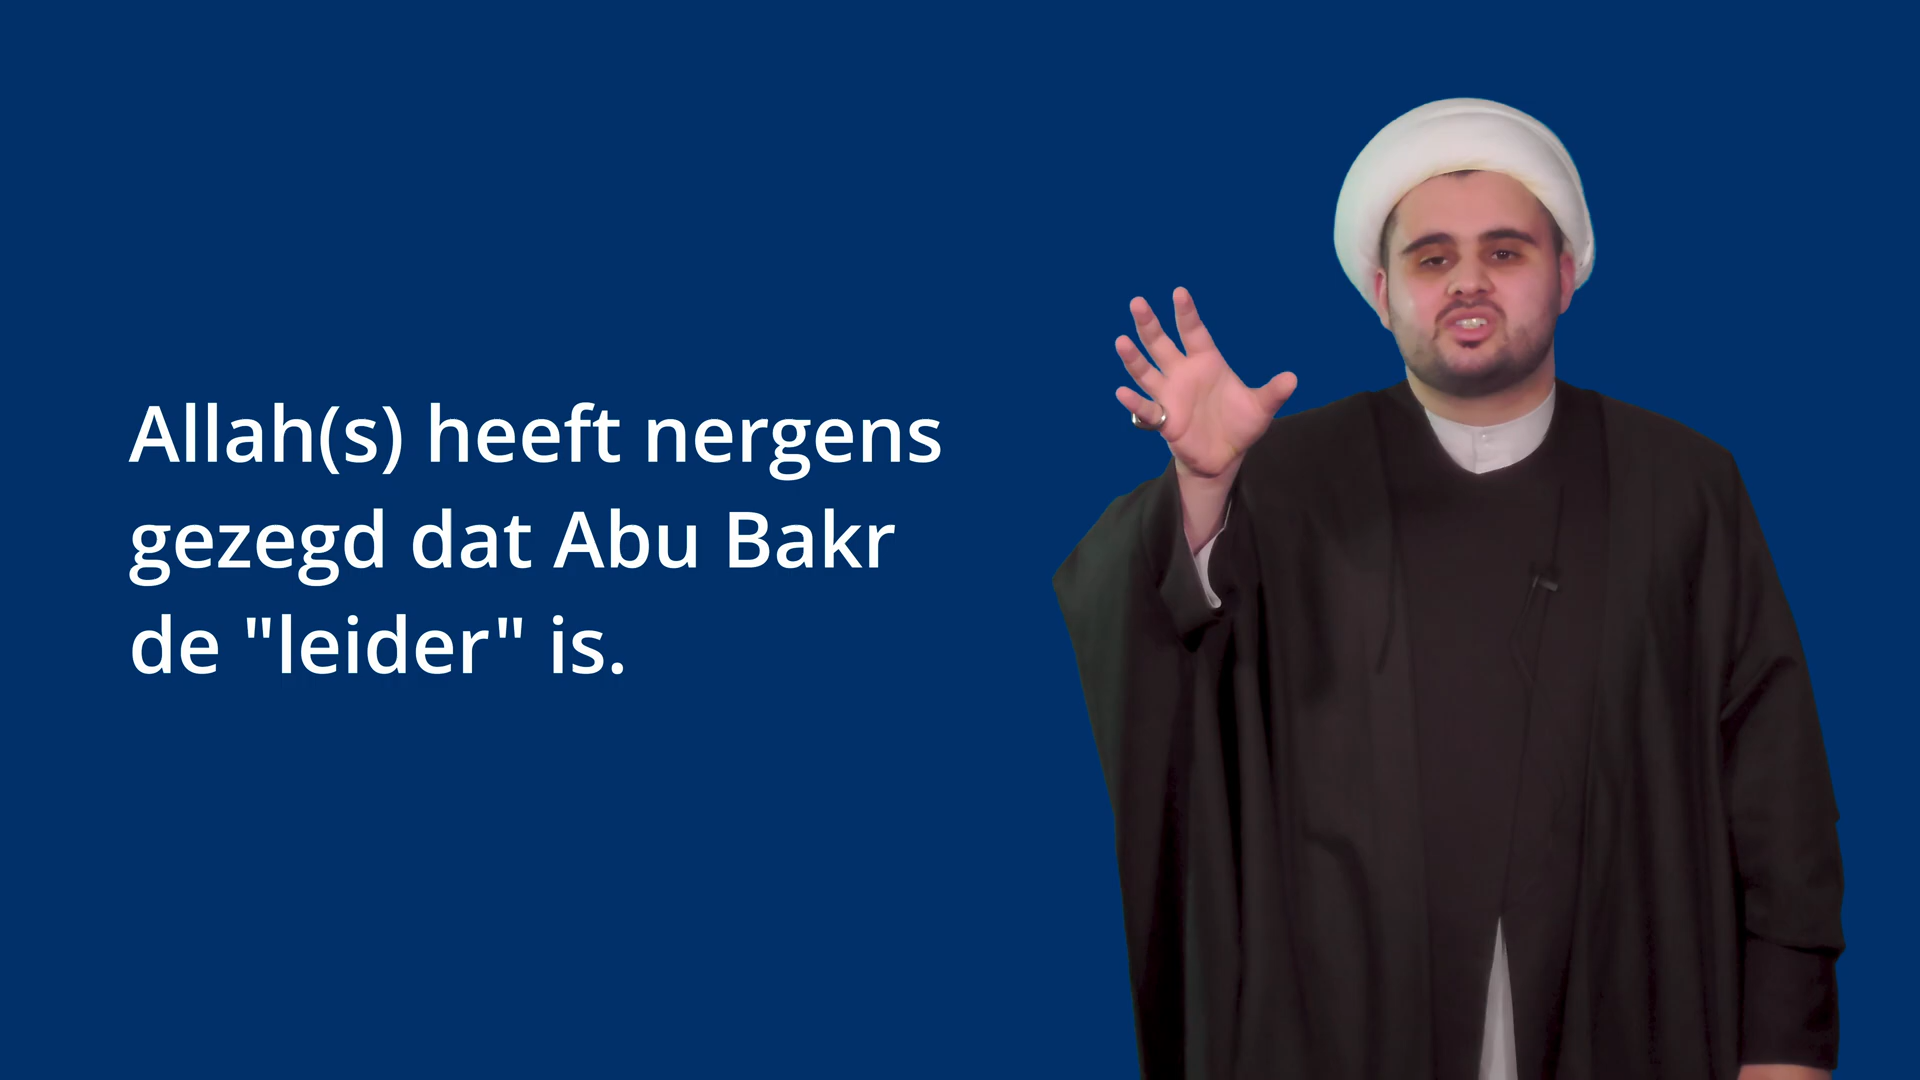 Allah(s) heeft nergens
gezegd dat Abu Bakr
de "leider" is.